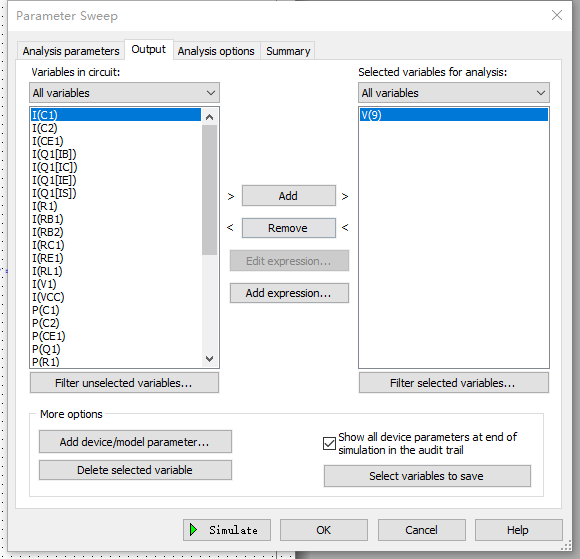 Parameter Sweep
Analysis parameters
Output
Analysis options
Summary
Variables in circuit:
All variables
I(C1)
I(C2)
I(CE1)
I(Q1[IB])
I(Q1[IC])
I(Q1[IE])
I(Q1[IS])
I(R1)
I(RB1)
I(RB2)
I(RC1)
I(RE1)
I(RL1)
I(V1)
I(VCC)
P(C1)
P(C2)
P(CE1)
P(Q1)
P(R1)
Filter unselected variables...
> Add >
< Remove <
Edit expression...
Add expression...
Selected variables for analysis:
All variables
V(9)
Filter selected variables...
More options
Add device/model parameter...
Delete selected variable
Show all device parameters at end of
simulation in the audit trail
Select variables to save
Simulate
OK
Cancel
Help